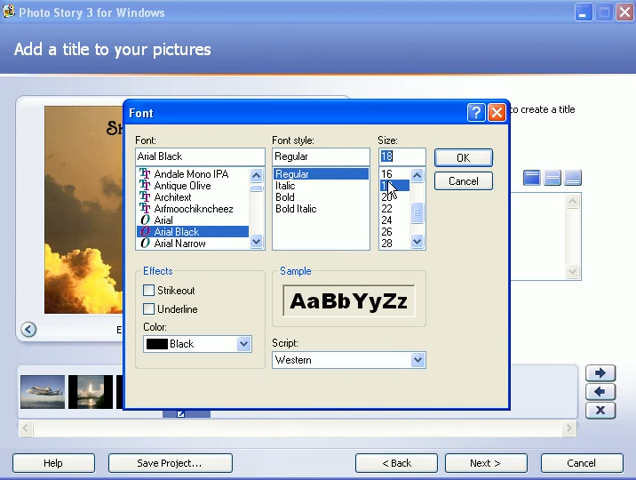 Photo Story 3 for Windows
Add a title to your pictures
to create a title
Font
Font:
Font style:
Size:
Arial Black
Regular
18
OK
Cancel
Andale Mono IPA
Antique Olive
Architext
Arfmoochikncheez
Arial
Arial Black
Arial Narrow
Regular
Italic
Bold
Bold Italic
16
20
22
24
26
28
Effects
Strikeout
Underline
Color:
Black
Sample
AaBbYyZz
Script:
Western
Help
Save Project...
< Back
Next >
Cancel